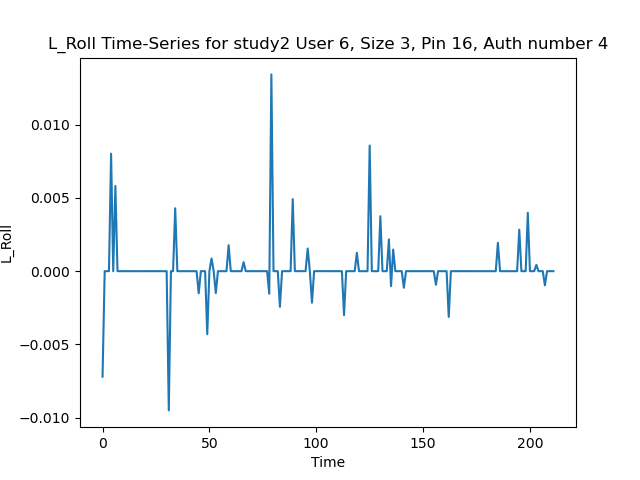 L_Roll Time-Series for study2 User 6, Size 3, Pin 16, Auth number 4
0.010
0.005
0.000
−0.005
−0.010
L_Roll
0 50 100 150 200
Time